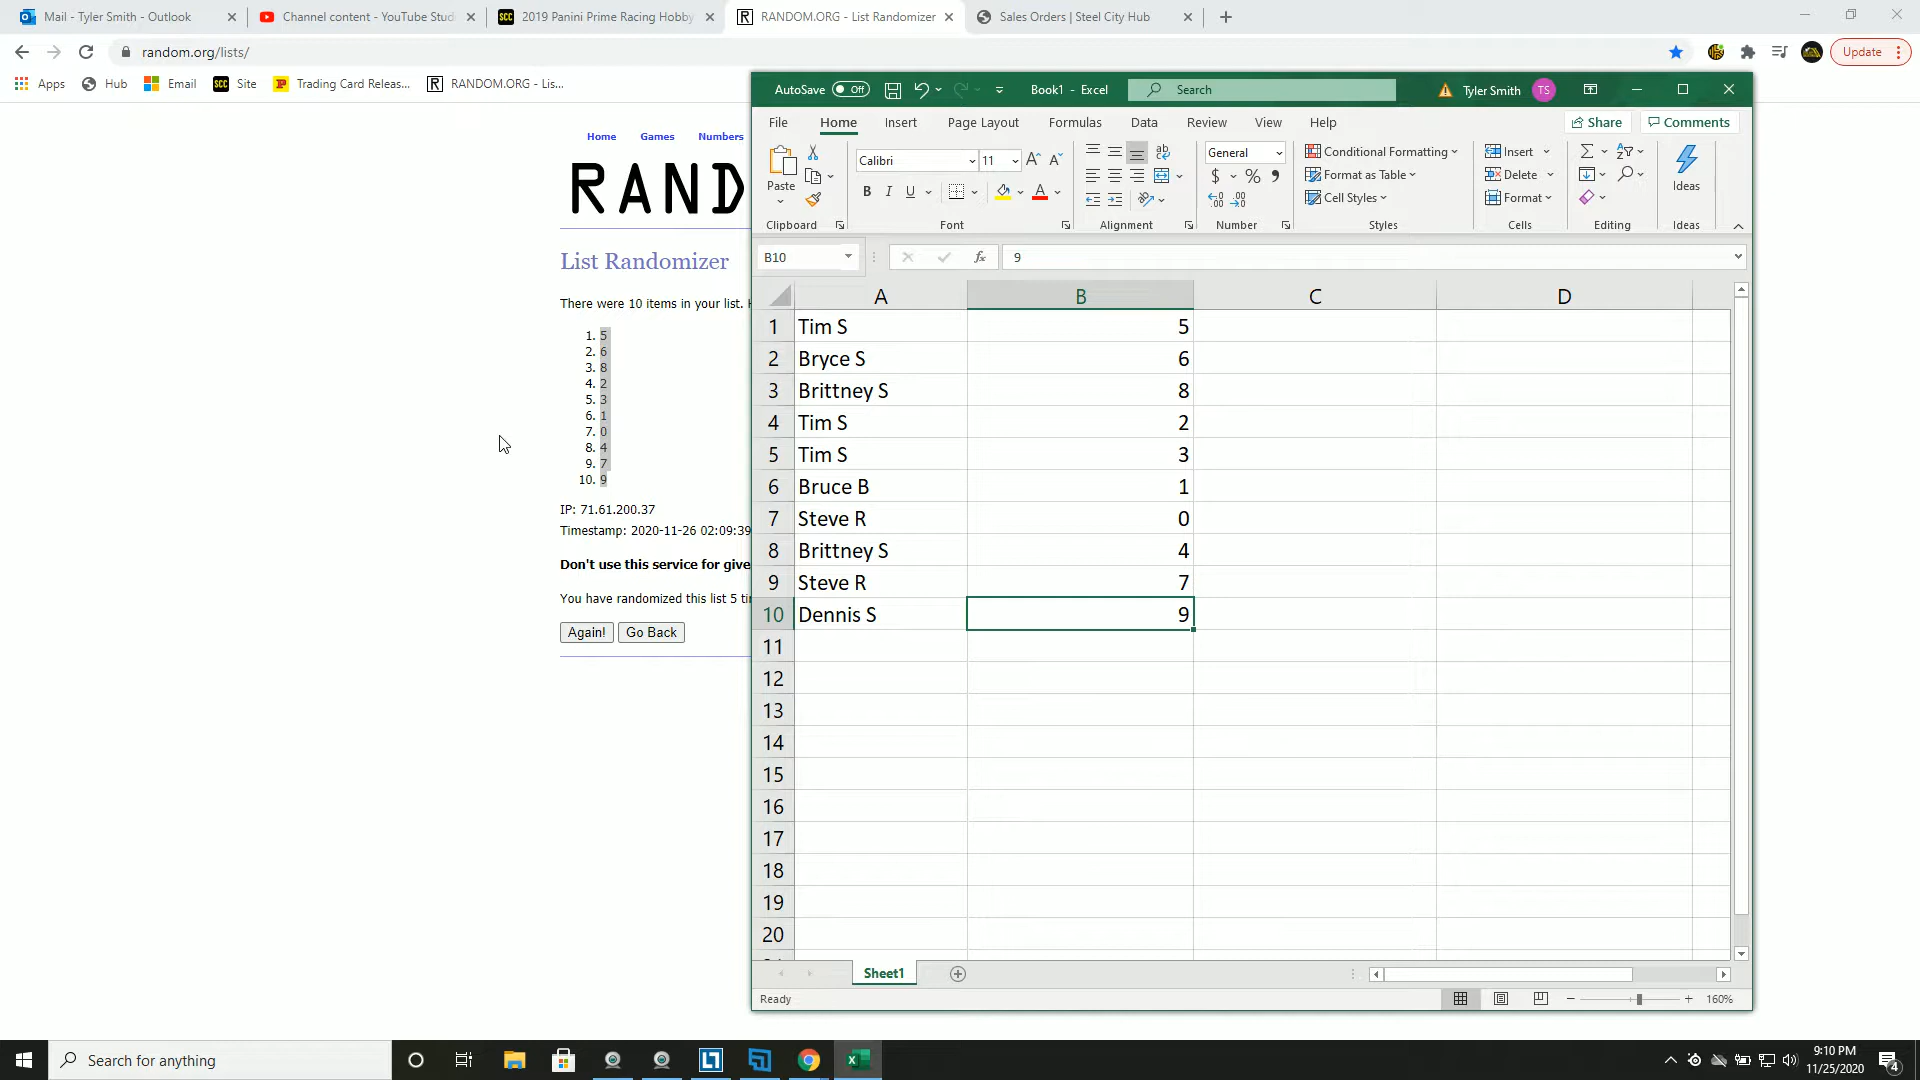 Mail - Tyler Smith - Outlook
Channel content - YouTube Stud
2019 Panini Prime Racing Hobby
RANDOM.ORG - List Randomizer
Sales Orders | Steel City Hub
random.org/lists/
Update
Apps
Hub
Email
Site
Trading Card Releas...
RANDOM.ORG - Lis...
Home
Games
Numbers
RAND
List Randomizer
There were 10 items in your list.
1. 5
2. 6
3. 8
4. 2
5. 3
6. 1
7. 0
8. 4
9. 7
10. 9
IP: 71.61.200.37
Timestamp: 2020-11-26 02:09:39
Don't use this service for give
You have randomized this list 5
Again!
Go Back
AutoSave
Off
Book1 - Excel
Search
Tyler Smith
TS
File
Home
Insert
Page Layout
Formulas
Data
Review
View
Help
Share
Comments
Paste
Clipboard
Calibri
11
B I U
Font
ab
Alignment
General
$ % ,
Number
Conditional Formatting
Format as Table
Cell Styles
Styles
Insert
Delete
Format
Cells
Editing
Ideas
Ideas
B10
fx
9
A B C D
1 Tim S 5
2 Bryce S 6
3 Brittney S 8
4 Tim S 2
5 Tim S 3
6 Bruce B 1
7 Steve R 0
8 Brittney S 4
9 Steve R 7
10 Dennis S 9
11
12
13
14
15
16
17
18
19
20
Sheet1
Ready
160%
Search for anything
9:10 PM
11/25/2020
4